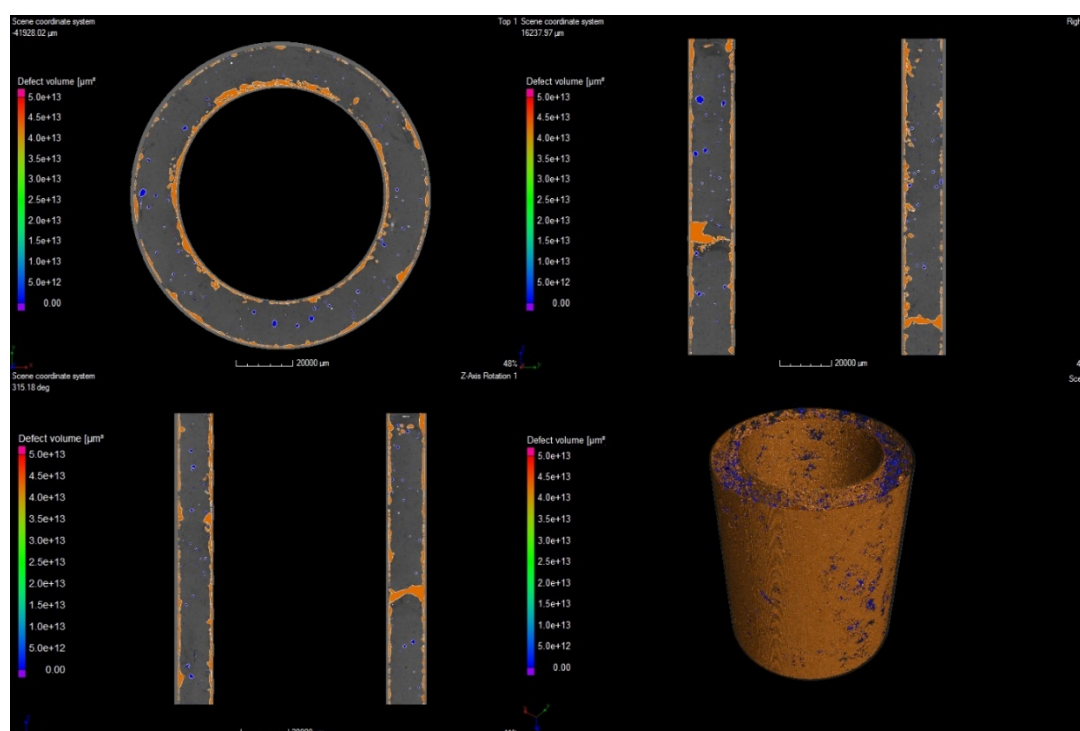 Scene coordinate system
-41928.02 µm
Top 1
Defect volume [µm³
5.0e+13
4.5e+13
4.0e+13
3.5e+13
3.0e+13
2.5e+13
2.0e+13
1.5e+13
1.0e+13
5.0e+12
0.00
20000 µm
48%
Scene coordinate system
16237.97 µm
Righ
Defect volume [µm³
5.0e+13
4.5e+13
4.0e+13
3.5e+13
3.0e+13
2.5e+13
2.0e+13
1.5e+13
1.0e+13
5.0e+12
0.00
20000 µm
4
Scene coordinate system
315.18 deg
Z-Axis Rotation 1
Defect volume [µm³
5.0e+13
4.5e+13
4.0e+13
3.5e+13
3.0e+13
2.5e+13
2.0e+13
1.5e+13
1.0e+13
5.0e+12
0.00
Sce
Defect volume [µm³
5.0e+13
4.5e+13
4.0e+13
3.5e+13
3.0e+13
2.5e+13
2.0e+13
1.5e+13
1.0e+13
5.0e+12
0.00